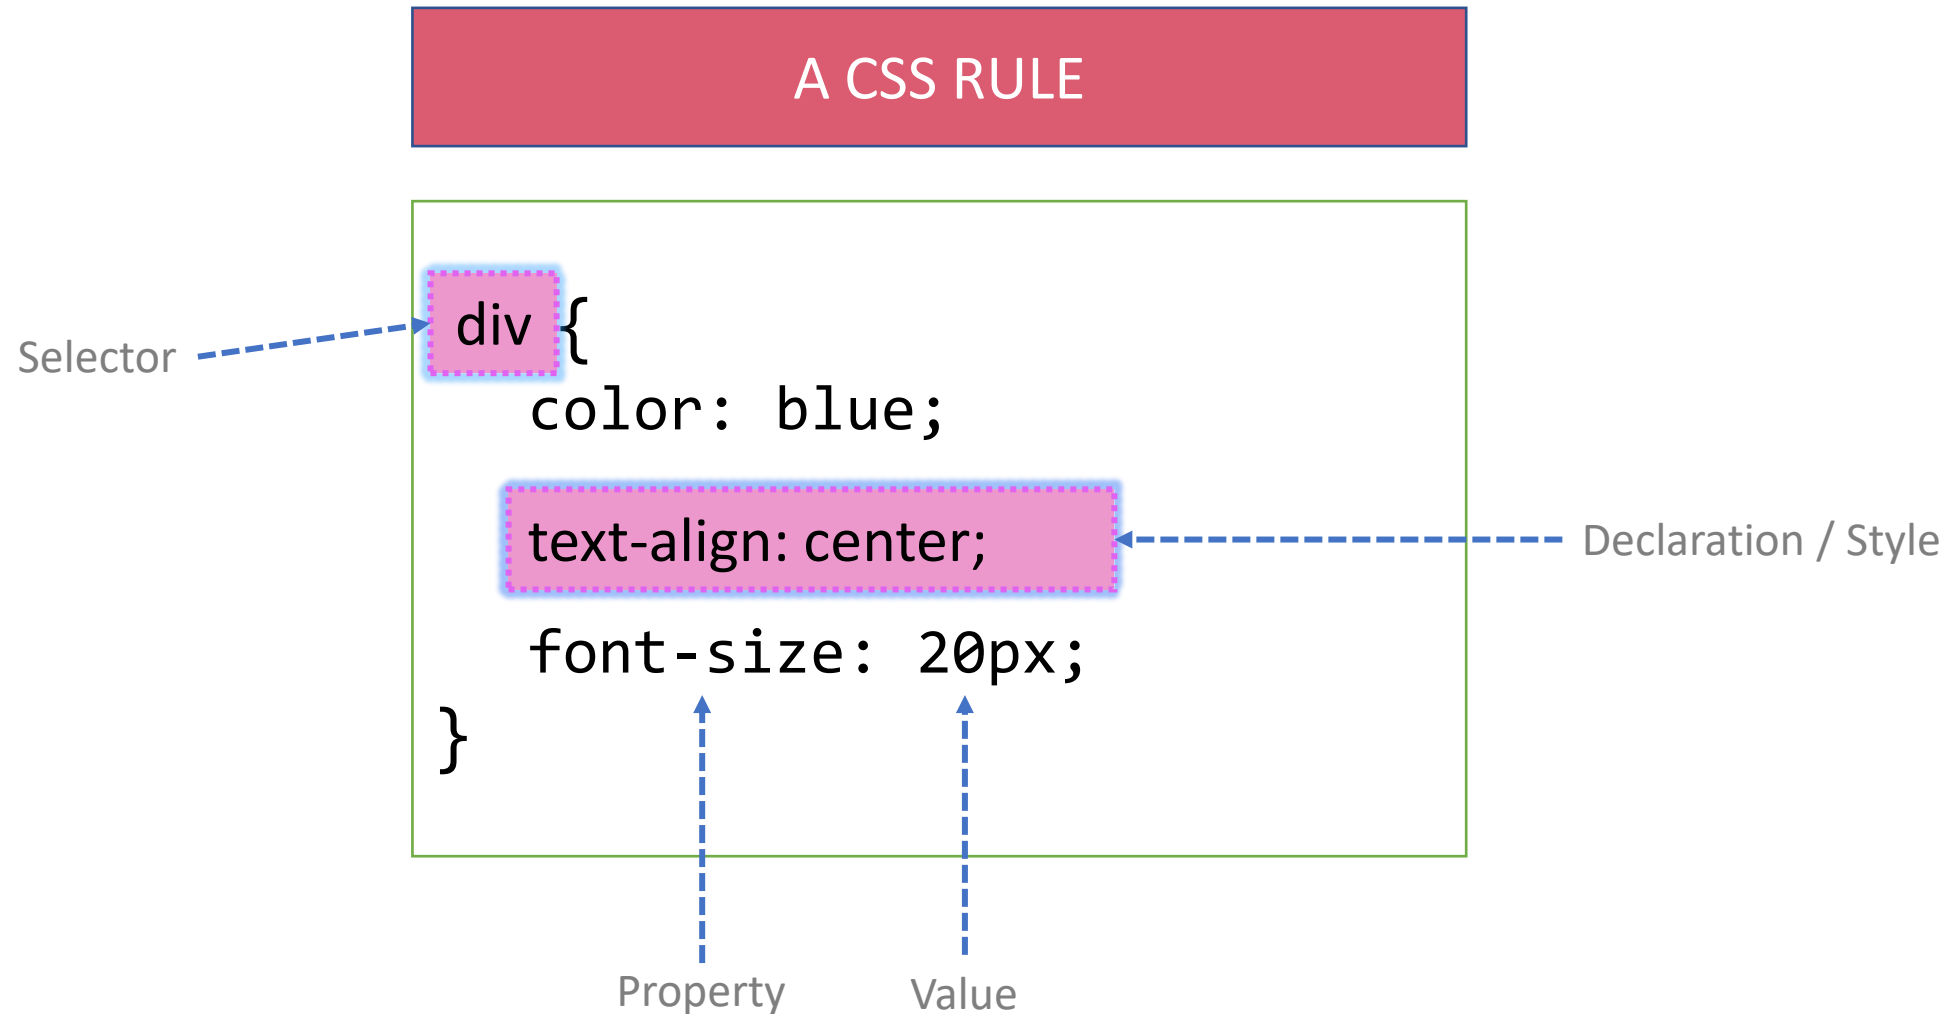 A CSS RULE
div {
Selector
color: blue;
text-align: center;
Declaration / Style
font-size: 20px;
}
Property
Value